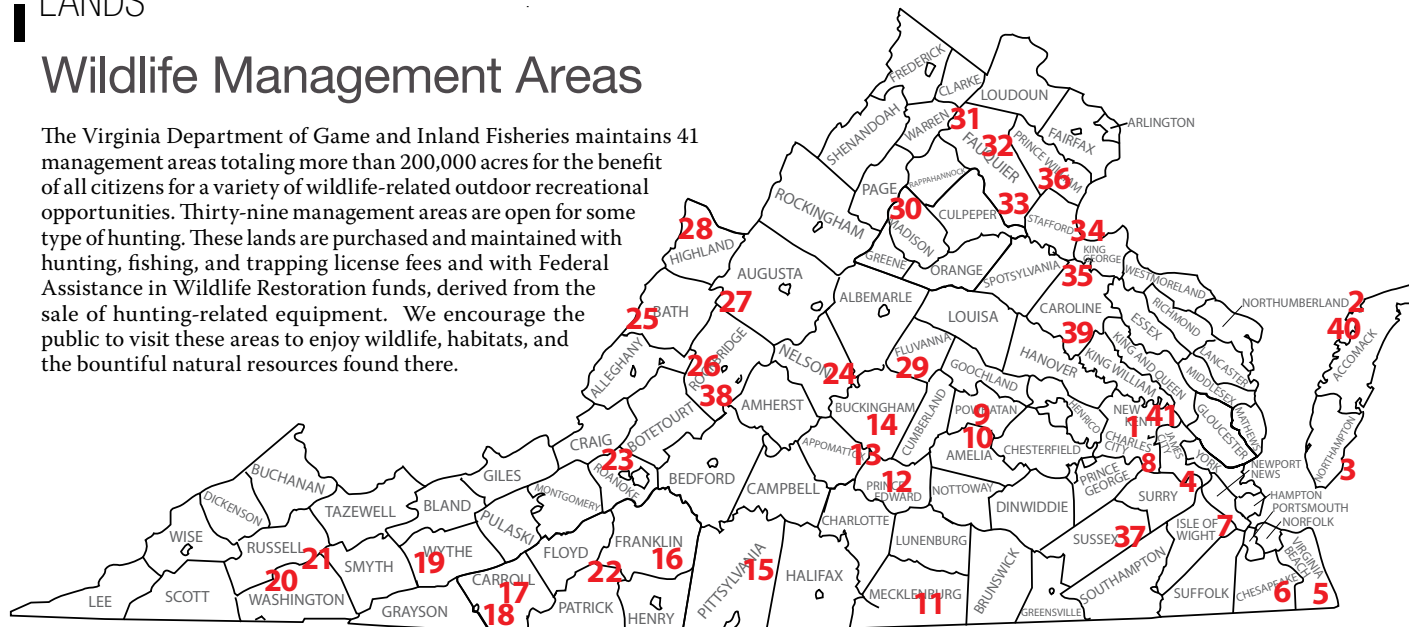 LANDS
Wildlife Management Areas
The Virginia Department of Game and Inland Fisheries maintains 41
management areas totaling more than 200,000 acres for the benefit
of all citizens for a variety of wildlife-related outdoor recreational
opportunities. Thirty-nine management areas are open for some
type of hunting. These lands are purchased and maintained with
hunting, fishing, and trapping license fees and with Federal
Assistance in Wildlife Restoration funds, derived from the
sale of hunting-related equipment. We encourage the
public to visit these areas to enjoy wildlife, habitats, and
the bountiful natural resources found there.
FREDERICK
CLARKE
LOUDOUN
SHENANDOAH
WARREN
31
FAUQUIER
32
PRINCE WILLIAM
FAIRFAX
ARLINGTON
PAGE
RAPPAHANNOCK
36
ROCKINGHAM
30
MADISON
CULPEPER
33
STAFFORD
34
28
HIGHLAND
GREENE
ORANGE
SPOTSYLVANIA
KING
GEORGE
35
WESTMORELAND
AUGUSTA
27
ALBEMARLE
LOUISA
CAROLINE
39
RICHMOND
ESSEX
NORTHUMBERLAND
2
40
ACCOMACK
BATH
25
ALLEGHANY
ROCKBRIDGE
26
38
NELSON
24
FLUVANNA
29
GOOCHLAND
HANOVER
KING WILLIAM
KING AND QUEEN
LANCASTER
MIDDLESEX
AMHERST
BUCKINGHAM
14
CUMBERLAND
POWHATAN
9
10
AMELIA
HENRICO
NEW
KENT
1
41
GLOUCESTER
MATHEWS
CRAIG
BOTETOURT
23
ROANOKE
BEDFORD
APPOMATTOX
13
PRINCE
EDWARD
12
CHESTERFIELD
CHARLES
CITY
8
JAMES
CITY
YORK
NORTHAMPTON
3
BUCHANAN
DICKENSON
GILES
MONTGOMERY
CAMPBELL
NOTTOWAY
PRINCE
GEORGE
4
SURRY
NEWPORT
NEWS
HAMPTON
PORTSMOUTH
NORFOLK
WISE
TAZEWELL
BLAND
PULASKI
CHARLOTTE
DINWIDDIE
RUSSELL
21
SMYTH
WYTHE
19
FLOYD
FRANKLIN
16
PITTSYLVANIA
15
HALIFAX
LUNENBURG
SUSSEX
37
ISLE OF
WIGHT
7
VIRGINIA
BEACH
LEE
SCOTT
20
WASHINGTON
GRAYSON
CARROLL
17
18
22
PATRICK
HENRY
MECKLENBURG
11
BRUNSWICK
GREENSVILLE
SOUTHAMPTON
SUFFOLK
CHESAPEAKE
6
5